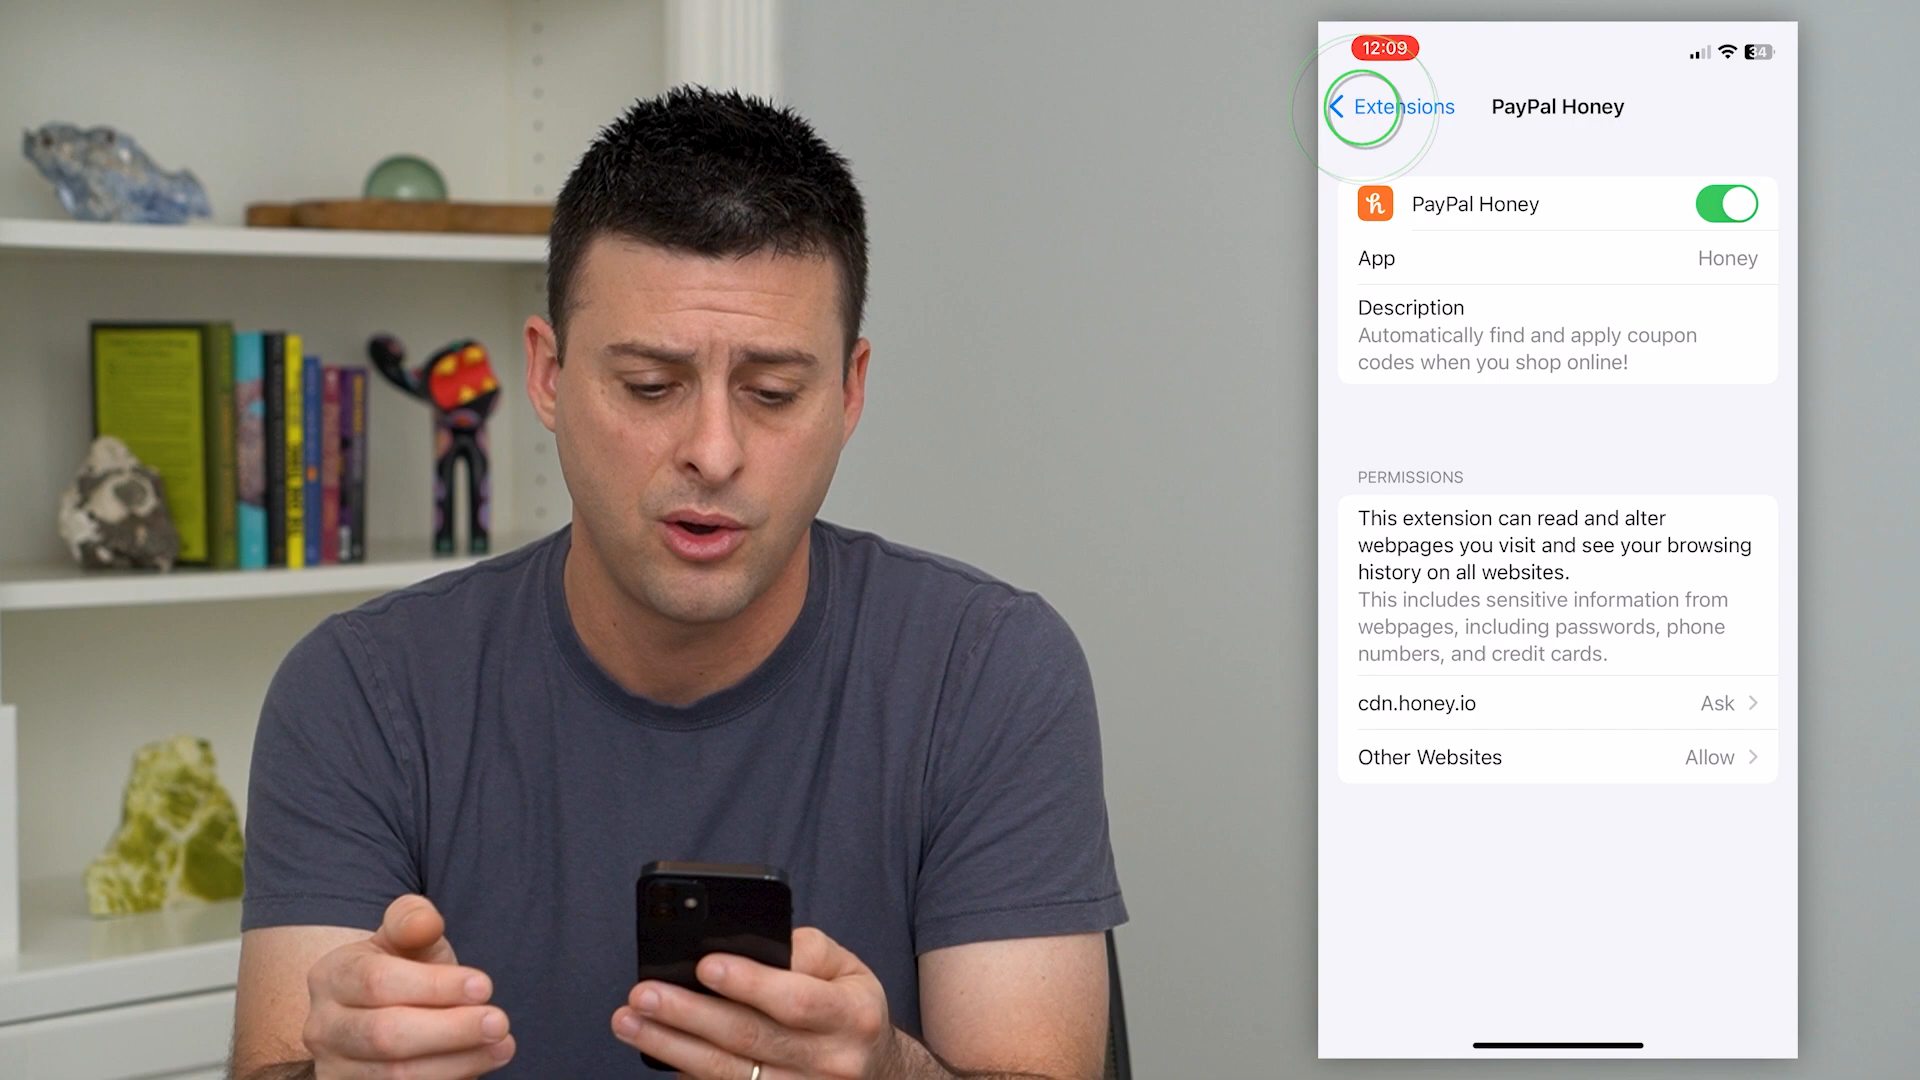 12:09
34
Extensions
PayPal Honey
PayPal Honey
App
Honey
Description
Automatically find and apply coupon
codes when you shop online!
PERMISSIONS
This extension can read and alter
webpages you visit and see your browsing
history on all websites.
This includes sensitive information from
webpages, including passwords, phone
numbers, and credit cards.
cdn.honey.io
Ask
Other Websites
Allow